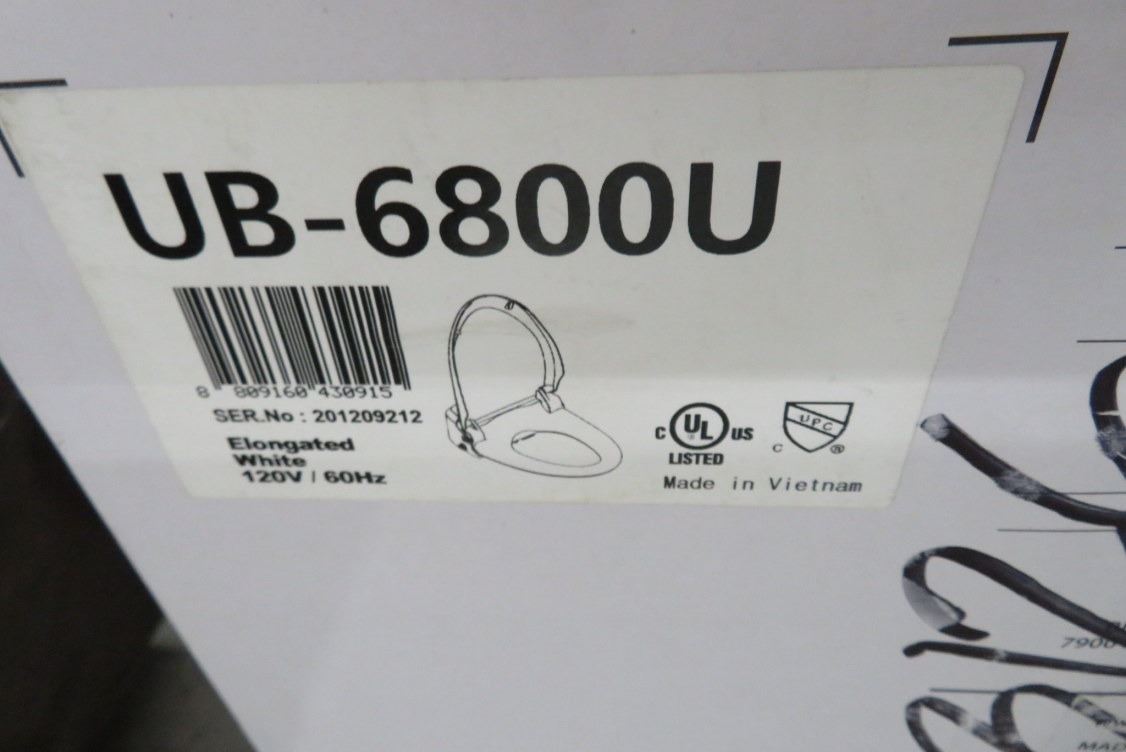 UB-6800U
8 809160 430915
SER.No : 201209212
Elongated
White
120V / 60Hz
C UL US
LISTED
UPC
C ®
Made in Vietnam